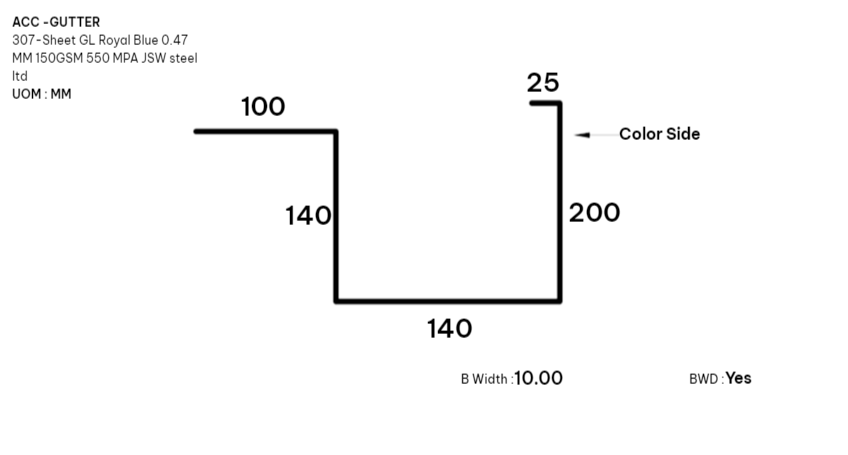 ACC -GUTTER
307-Sheet GL Royal Blue 0.47
MM 150GSM 550 MPA JSW steel
ltd
UOM : MM
25
100
Color Side
140
200
140
B Width :10.00
BWD : Yes